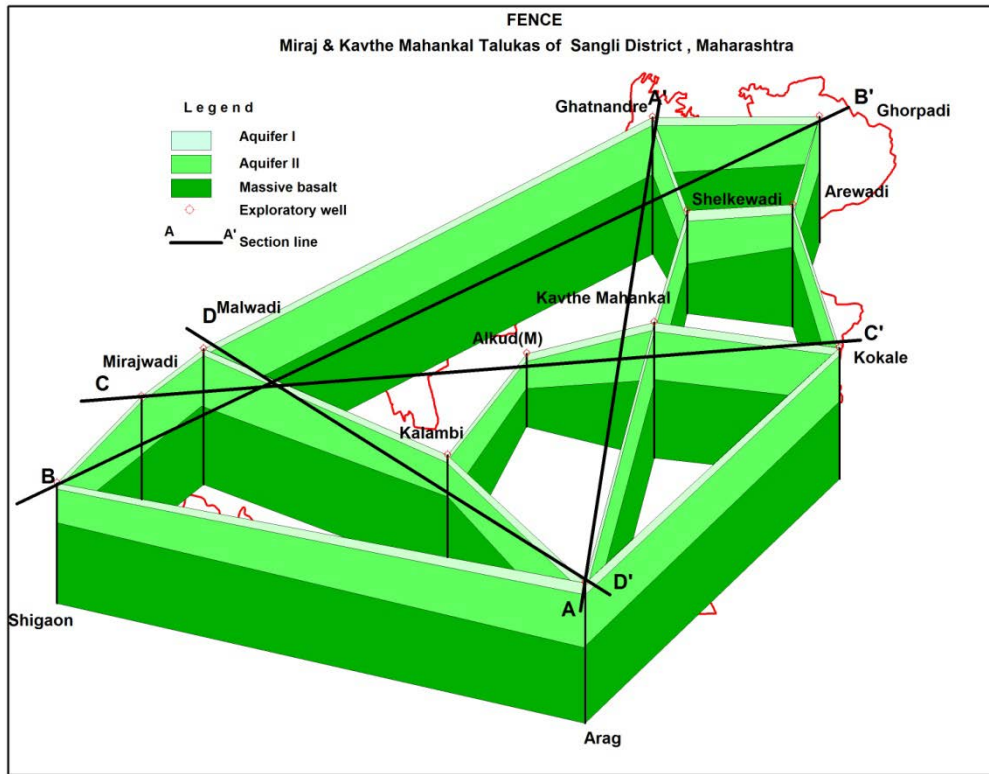 FENCE
Miraj & Kavthe Mahankal Talukas of Sangli District , Maharashtra
L e g e n d
Aquifer I
Aquifer II
Massive basalt
Exploratory well
A A' Section line
Ghatnandre
A'
B'
Ghorpadi
Shelkewadi
Arewadi
Kavthe Mahankal
D
Malwadi
Alkud(M)
C'
Kokale
Mirajwadi
C
Kalambi
B
D'
A
Shigaon
Arag